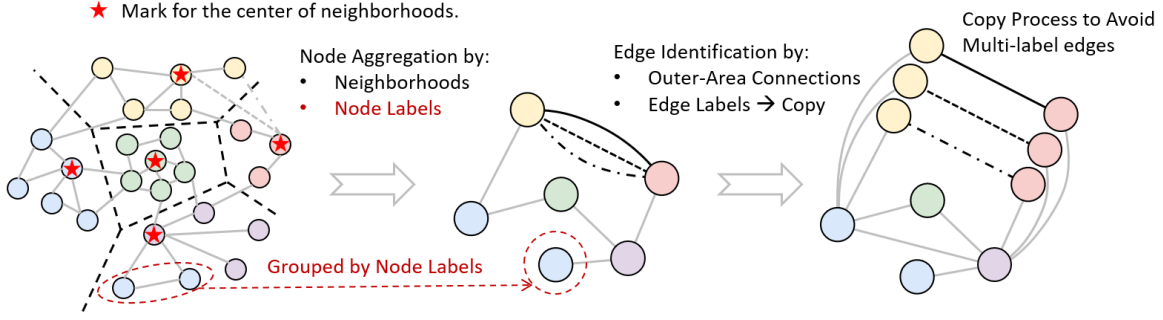 Mark for the center of neighborhoods.
Node Aggregation by:
• Neighborhoods
• Node Labels
Edge Identification by:
• Outer-Area Connections
• Edge Labels → Copy
Copy Process to Avoid
Multi-label edges
Grouped by Node Labels